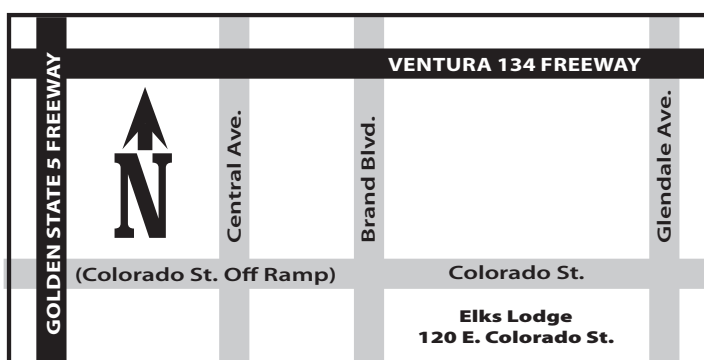 VENTURA 134 FREEWAY
GOLDEN STATE 5 FREEWAY
N
Central Ave.
Brand Blvd.
Glendale Ave.
(Colorado St. Off Ramp)
Colorado St.
Elks Lodge
120 E. Colorado St.